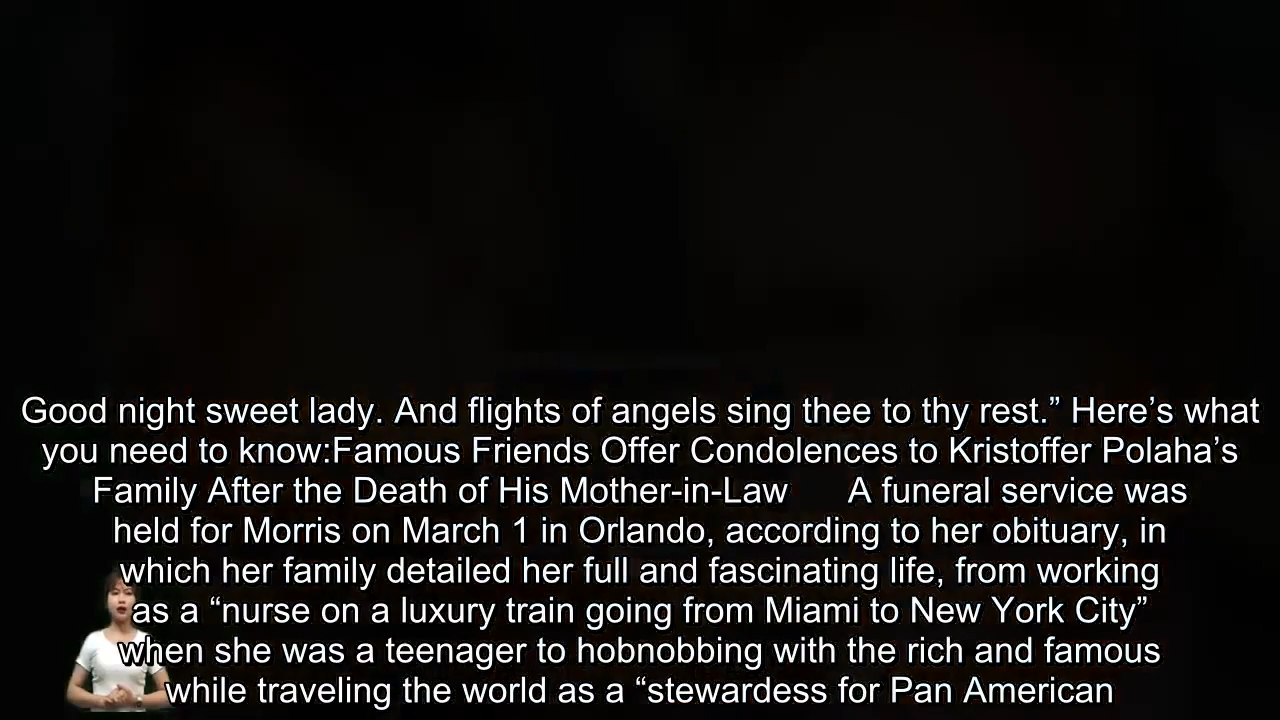 Good night sweet lady. And flights of angels sing thee to thy rest.” Here’s what
you need to know:Famous Friends Offer Condolences to Kristoffer Polaha’s
Family After the Death of His Mother-in-Law A funeral service was
held for Morris on March 1 in Orlando, according to her obituary, in
which her family detailed her full and fascinating life, from working
as a “nurse on a luxury train going from Miami to New York City”
when she was a teenager to hobnobbing with the rich and famous
while traveling the world as a “stewardess for Pan American